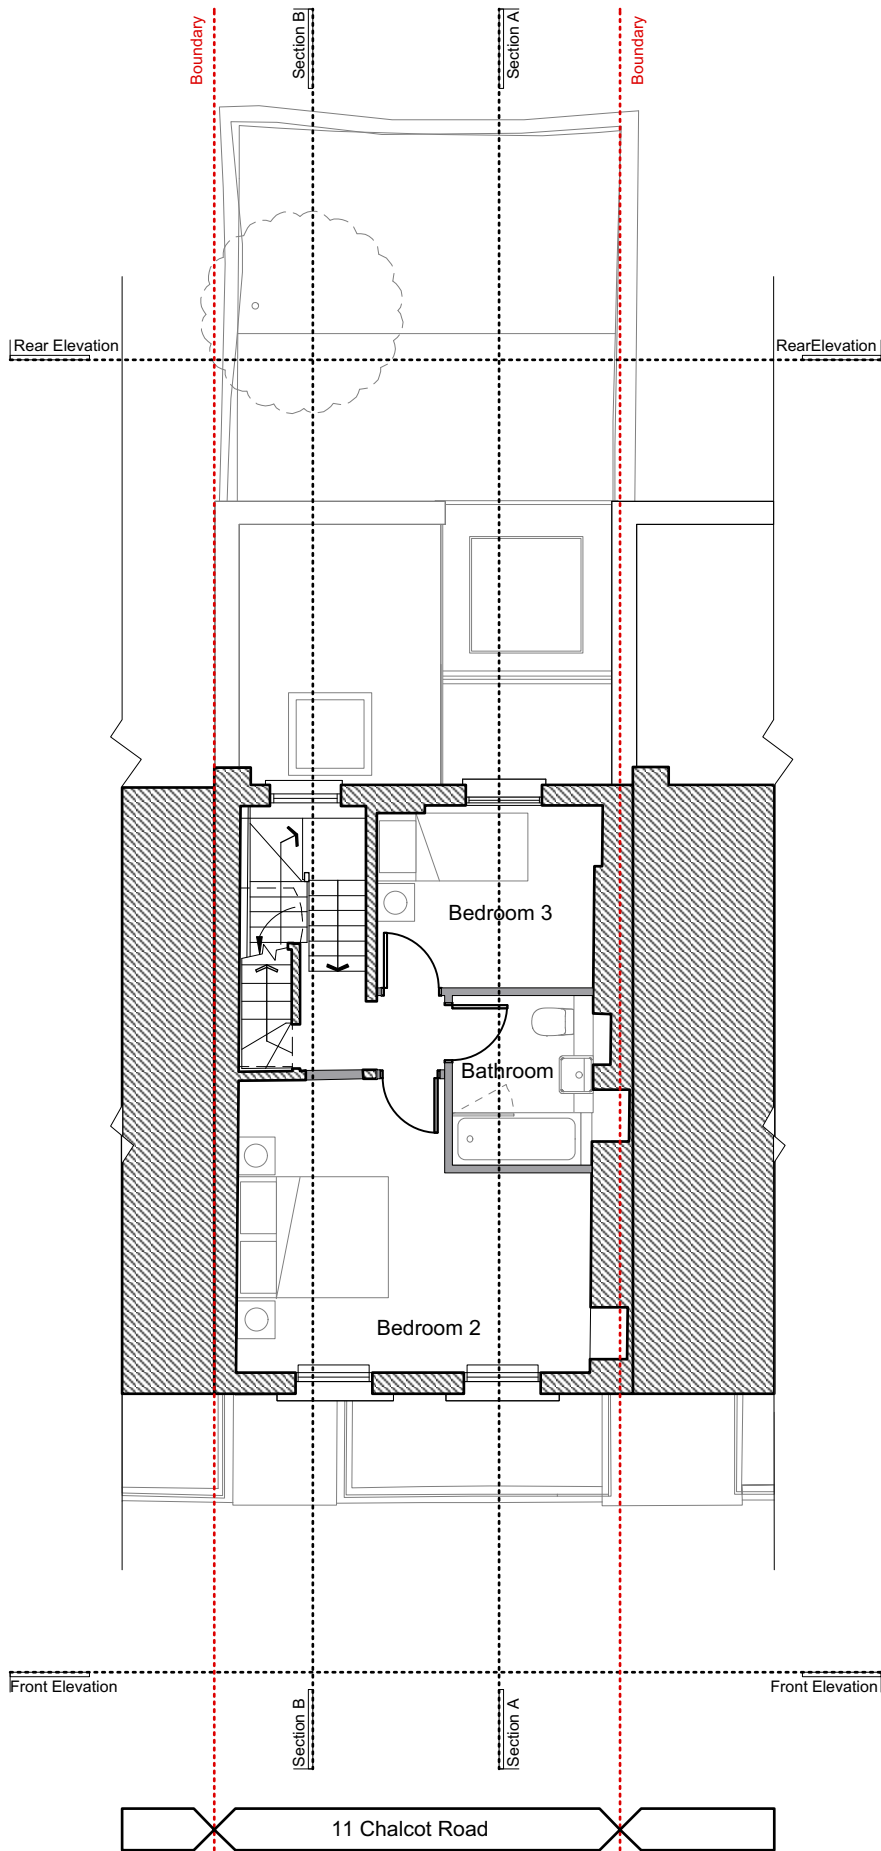 Boundary
Section B
Section A
Boundary
Rear Elevation
RearElevation
Bedroom 3
Bathroom
Bedroom 2
Front Elevation
Front Elevation
Section B
Section A
11 Chalcot Road